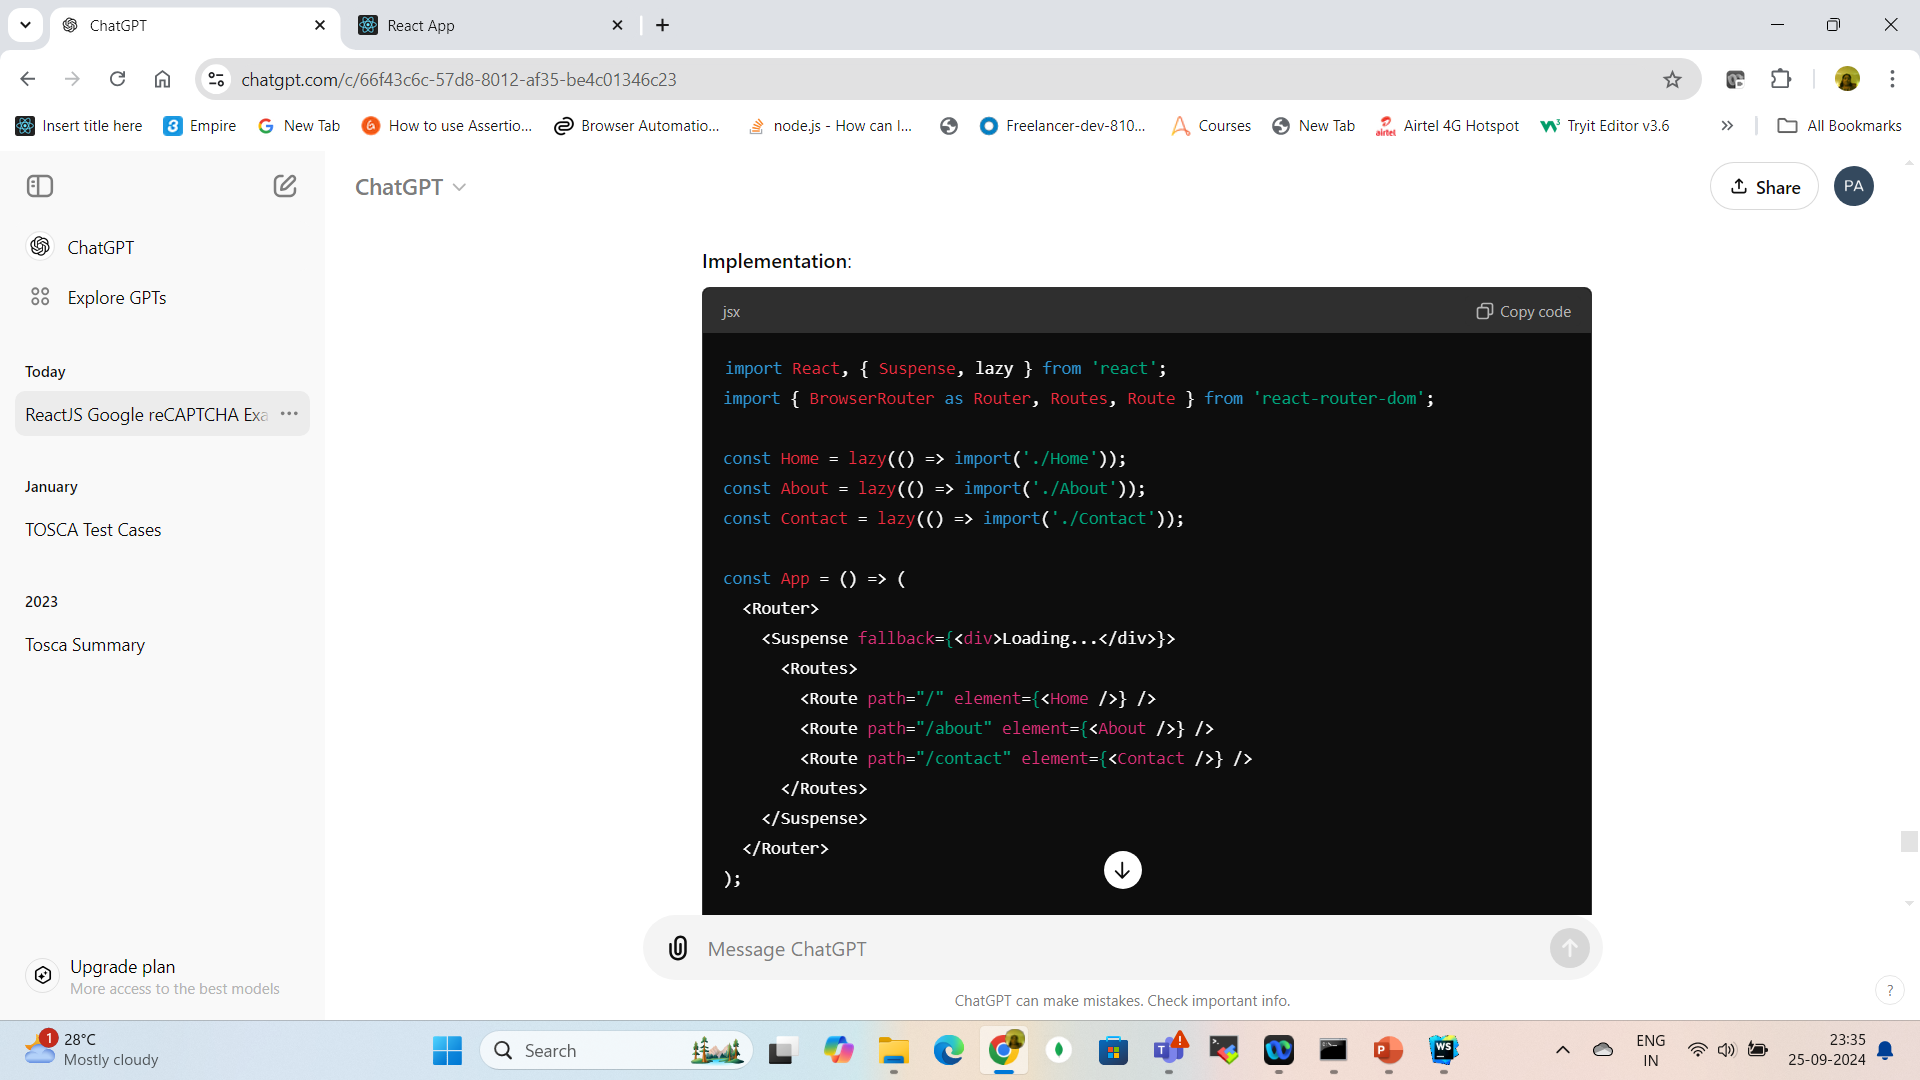 ChatGPT
React App
chatgpt.com/c/66f43c6c-57d8-8012-af35-be4c01346c23
Insert title here
Empire
New Tab
How to use Assertio...
Browser Automatio...
node.js - How can I...
Freelancer-dev-810...
Courses
New Tab
airtel
Airtel 4G Hotspot
Tryit Editor v3.6
All Bookmarks
ChatGPT
Share
PA
ChatGPT
Explore GPTs
Today
ReactJS Google reCAPTCHA Exa
January
TOSCA Test Cases
2023
Tosca Summary
Upgrade plan
More access to the best models
Implementation:
jsx
Copy code
import React, { Suspense, lazy } from 'react';
import { BrowserRouter as Router, Routes, Route } from 'react-router-dom';
const Home = lazy(() => import('./Home'));
const About = lazy(() => import('./About'));
const Contact = lazy(() => import('./Contact'));
const App = () => (
<Router>
<Suspense fallback={<div>Loading...</div>}>
<Routes>
<Route path="/" element={<Home />} />
<Route path="/about" element={<About />} />
<Route path="/contact" element={<Contact />} />
</Routes>
</Suspense>
</Router>
);
Message ChatGPT
ChatGPT can make mistakes. Check important info.
?
1
28°C
Mostly cloudy
Search
P
WS
ENG
IN
23:35
25-09-2024